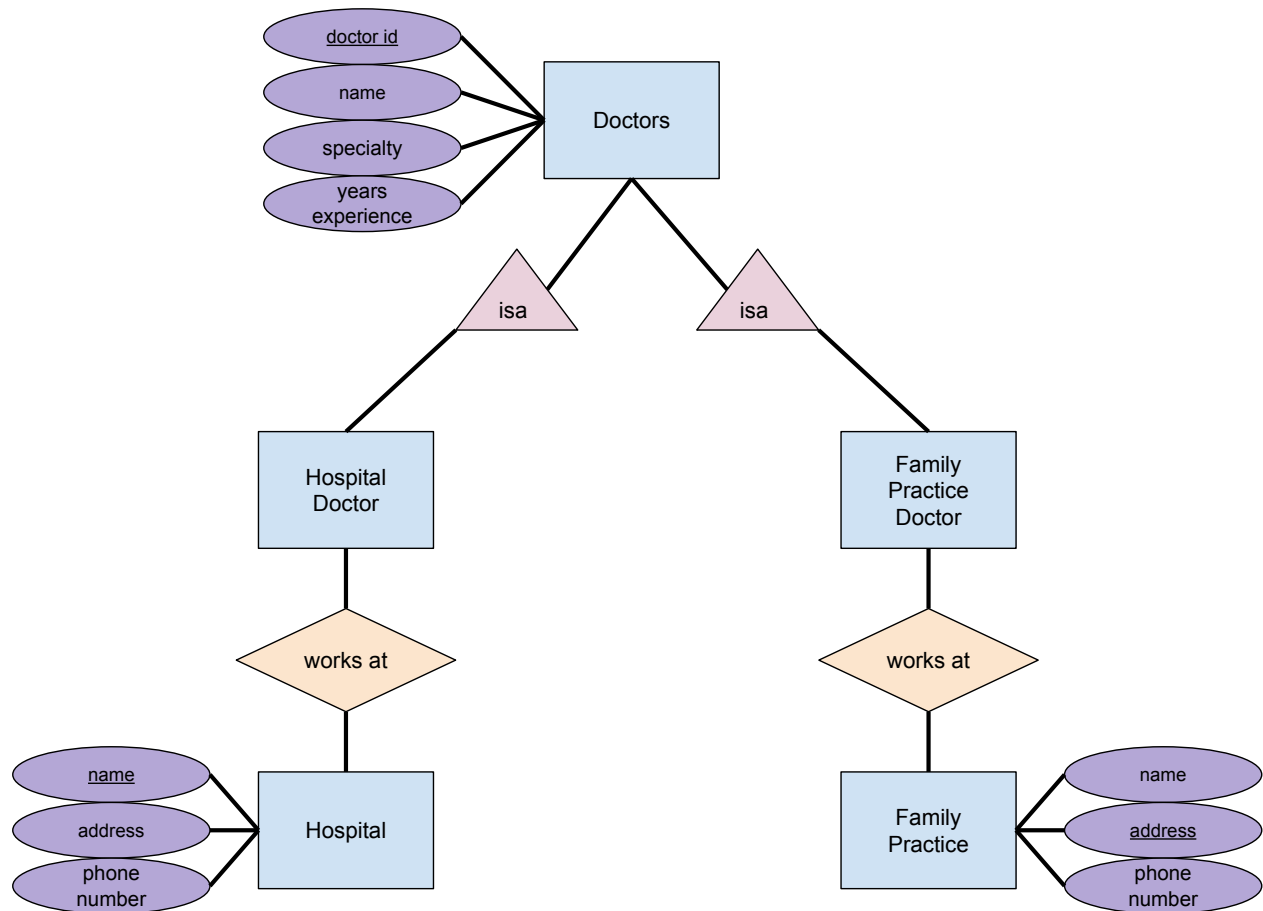 doctor id
name
specialty
years
experience
Doctors
isa
isa
Hospital
Doctor
Family
Practice
Doctor
works at
works at
name
address
phone
number
Hospital
Family
Practice
name
address
phone
number